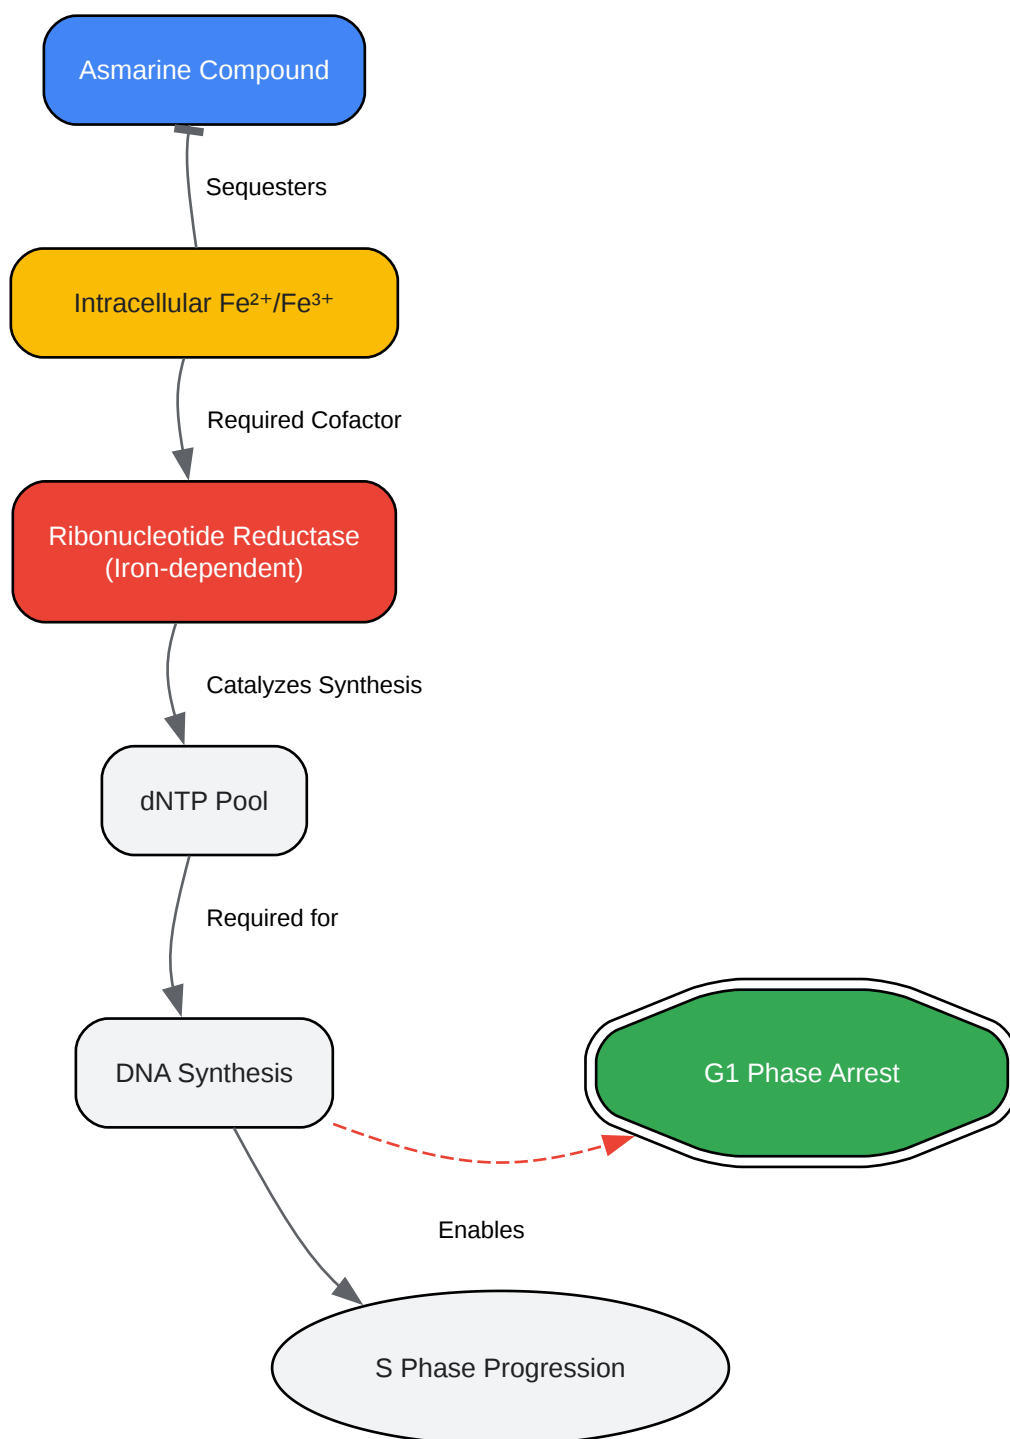 Asmarine Compound
Sequesters
Intracellular Fe²⁺/Fe³⁺
Required Cofactor
Ribonucleotide Reductase
(Iron-dependent)
Catalyzes Synthesis
dNTP Pool
Required for
DNA Synthesis
G1 Phase Arrest
Enables
S Phase Progression